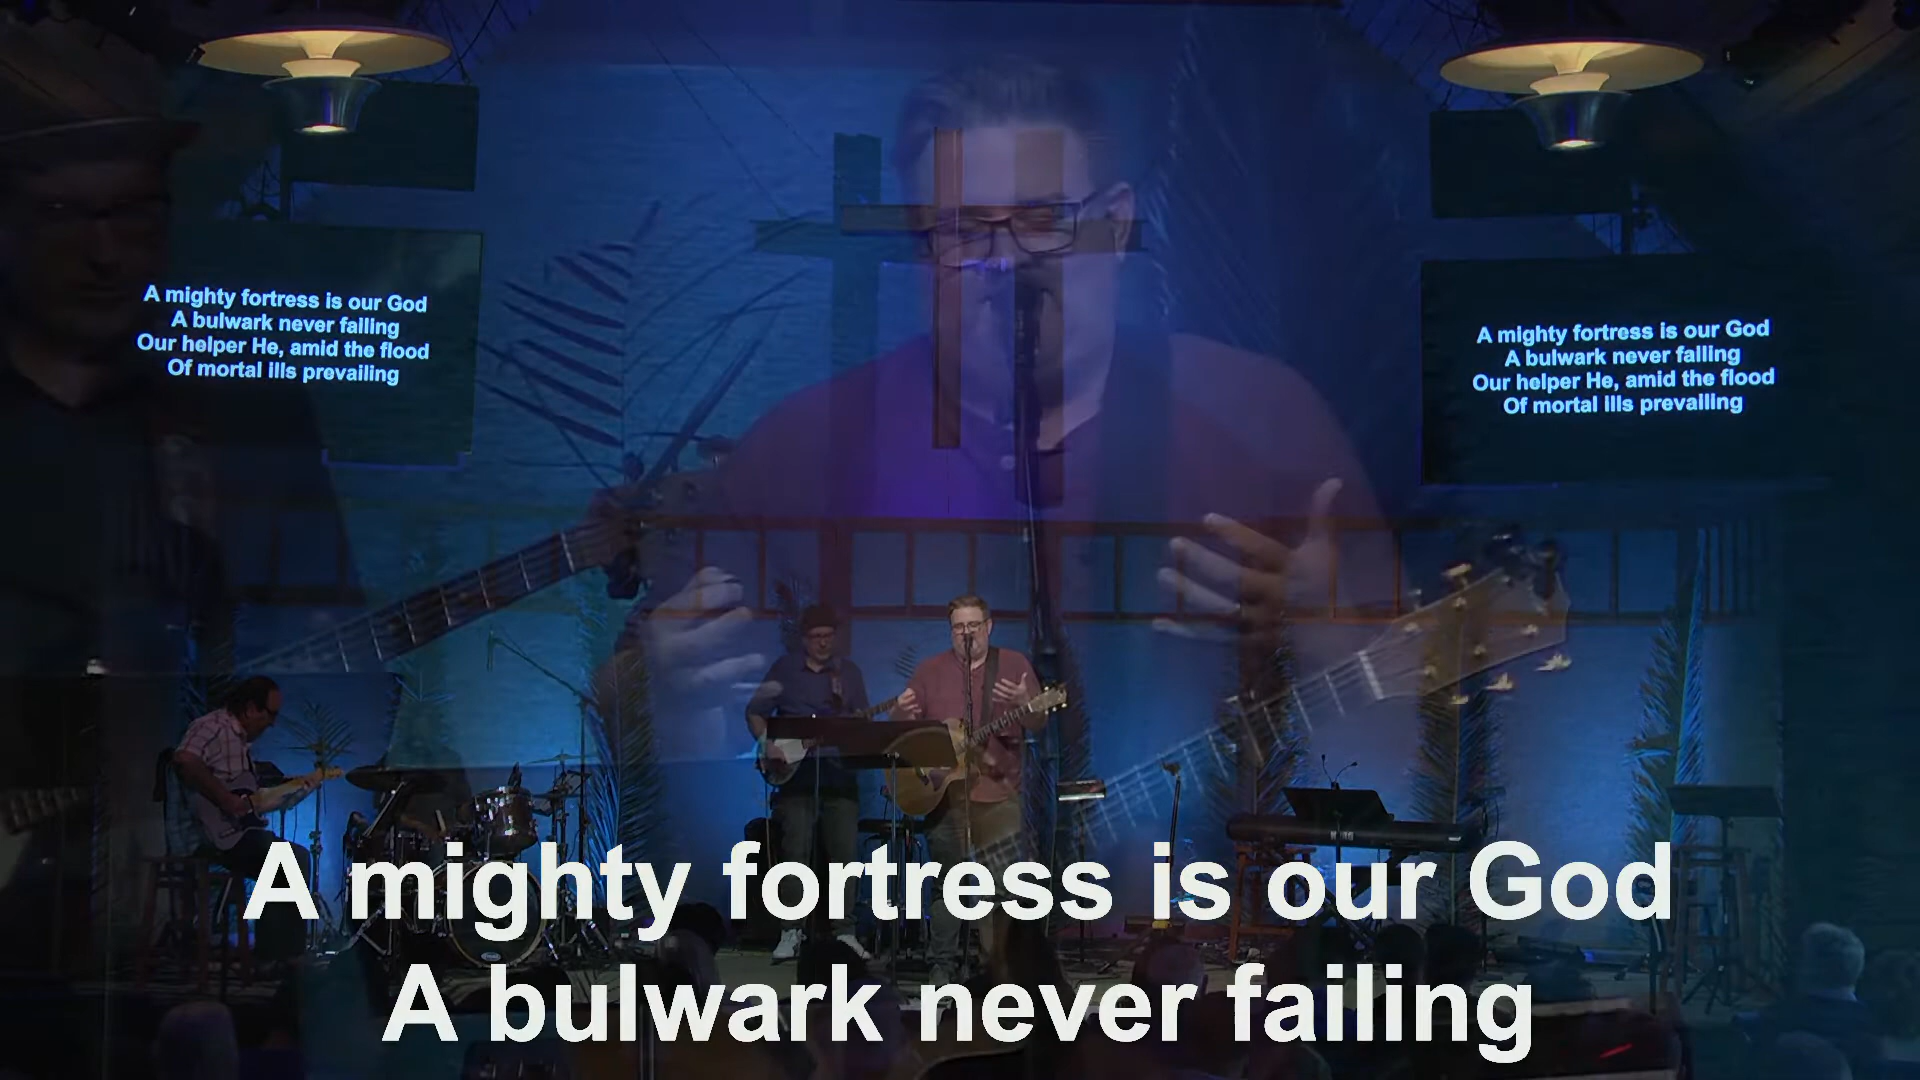 A mighty fortress is our God
A bulwark never failing
Our helper He, amid the flood
Of mortal ills prevailing
A mighty fortress is our God
A bulwark never failing
Our helper He, amid the flood
Of mortal ills prevailing
KORG
A mighty fortress is our God
A bulwark never failing